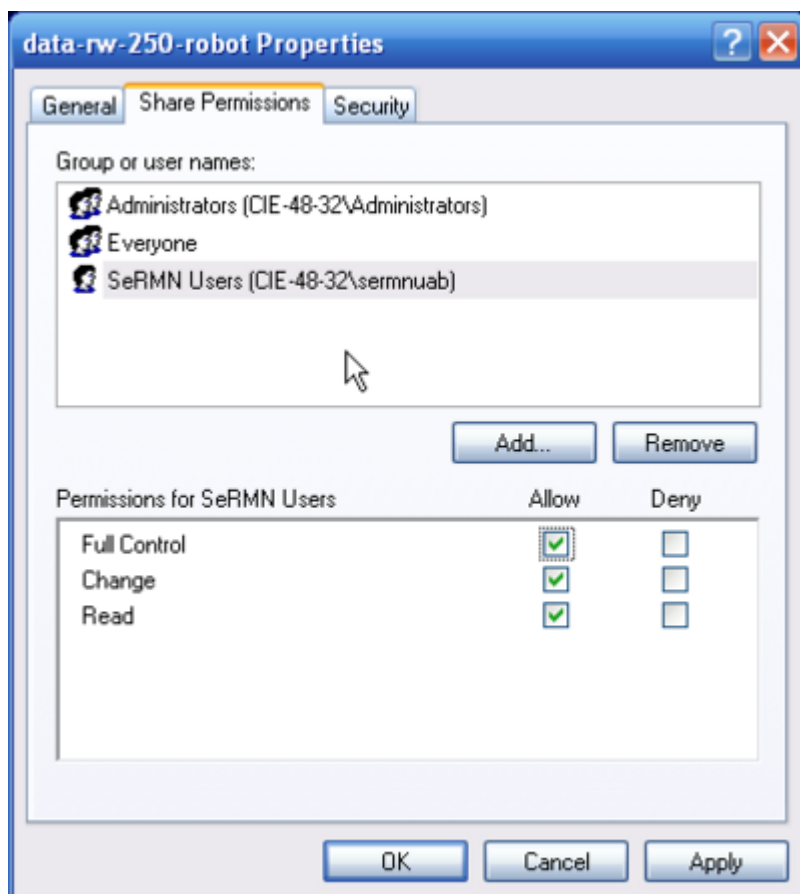 data-rw-250-robot Properties
General Share Permissions Security
Group or user names:
Administrators (CIE-48-32\Administrators)
Everyone
SeRMN Users (CIE-48-32\sermnuab)
Add... Remove
Permissions for SeRMN Users Allow Deny
Full Control
Change
Read
OK Cancel Apply